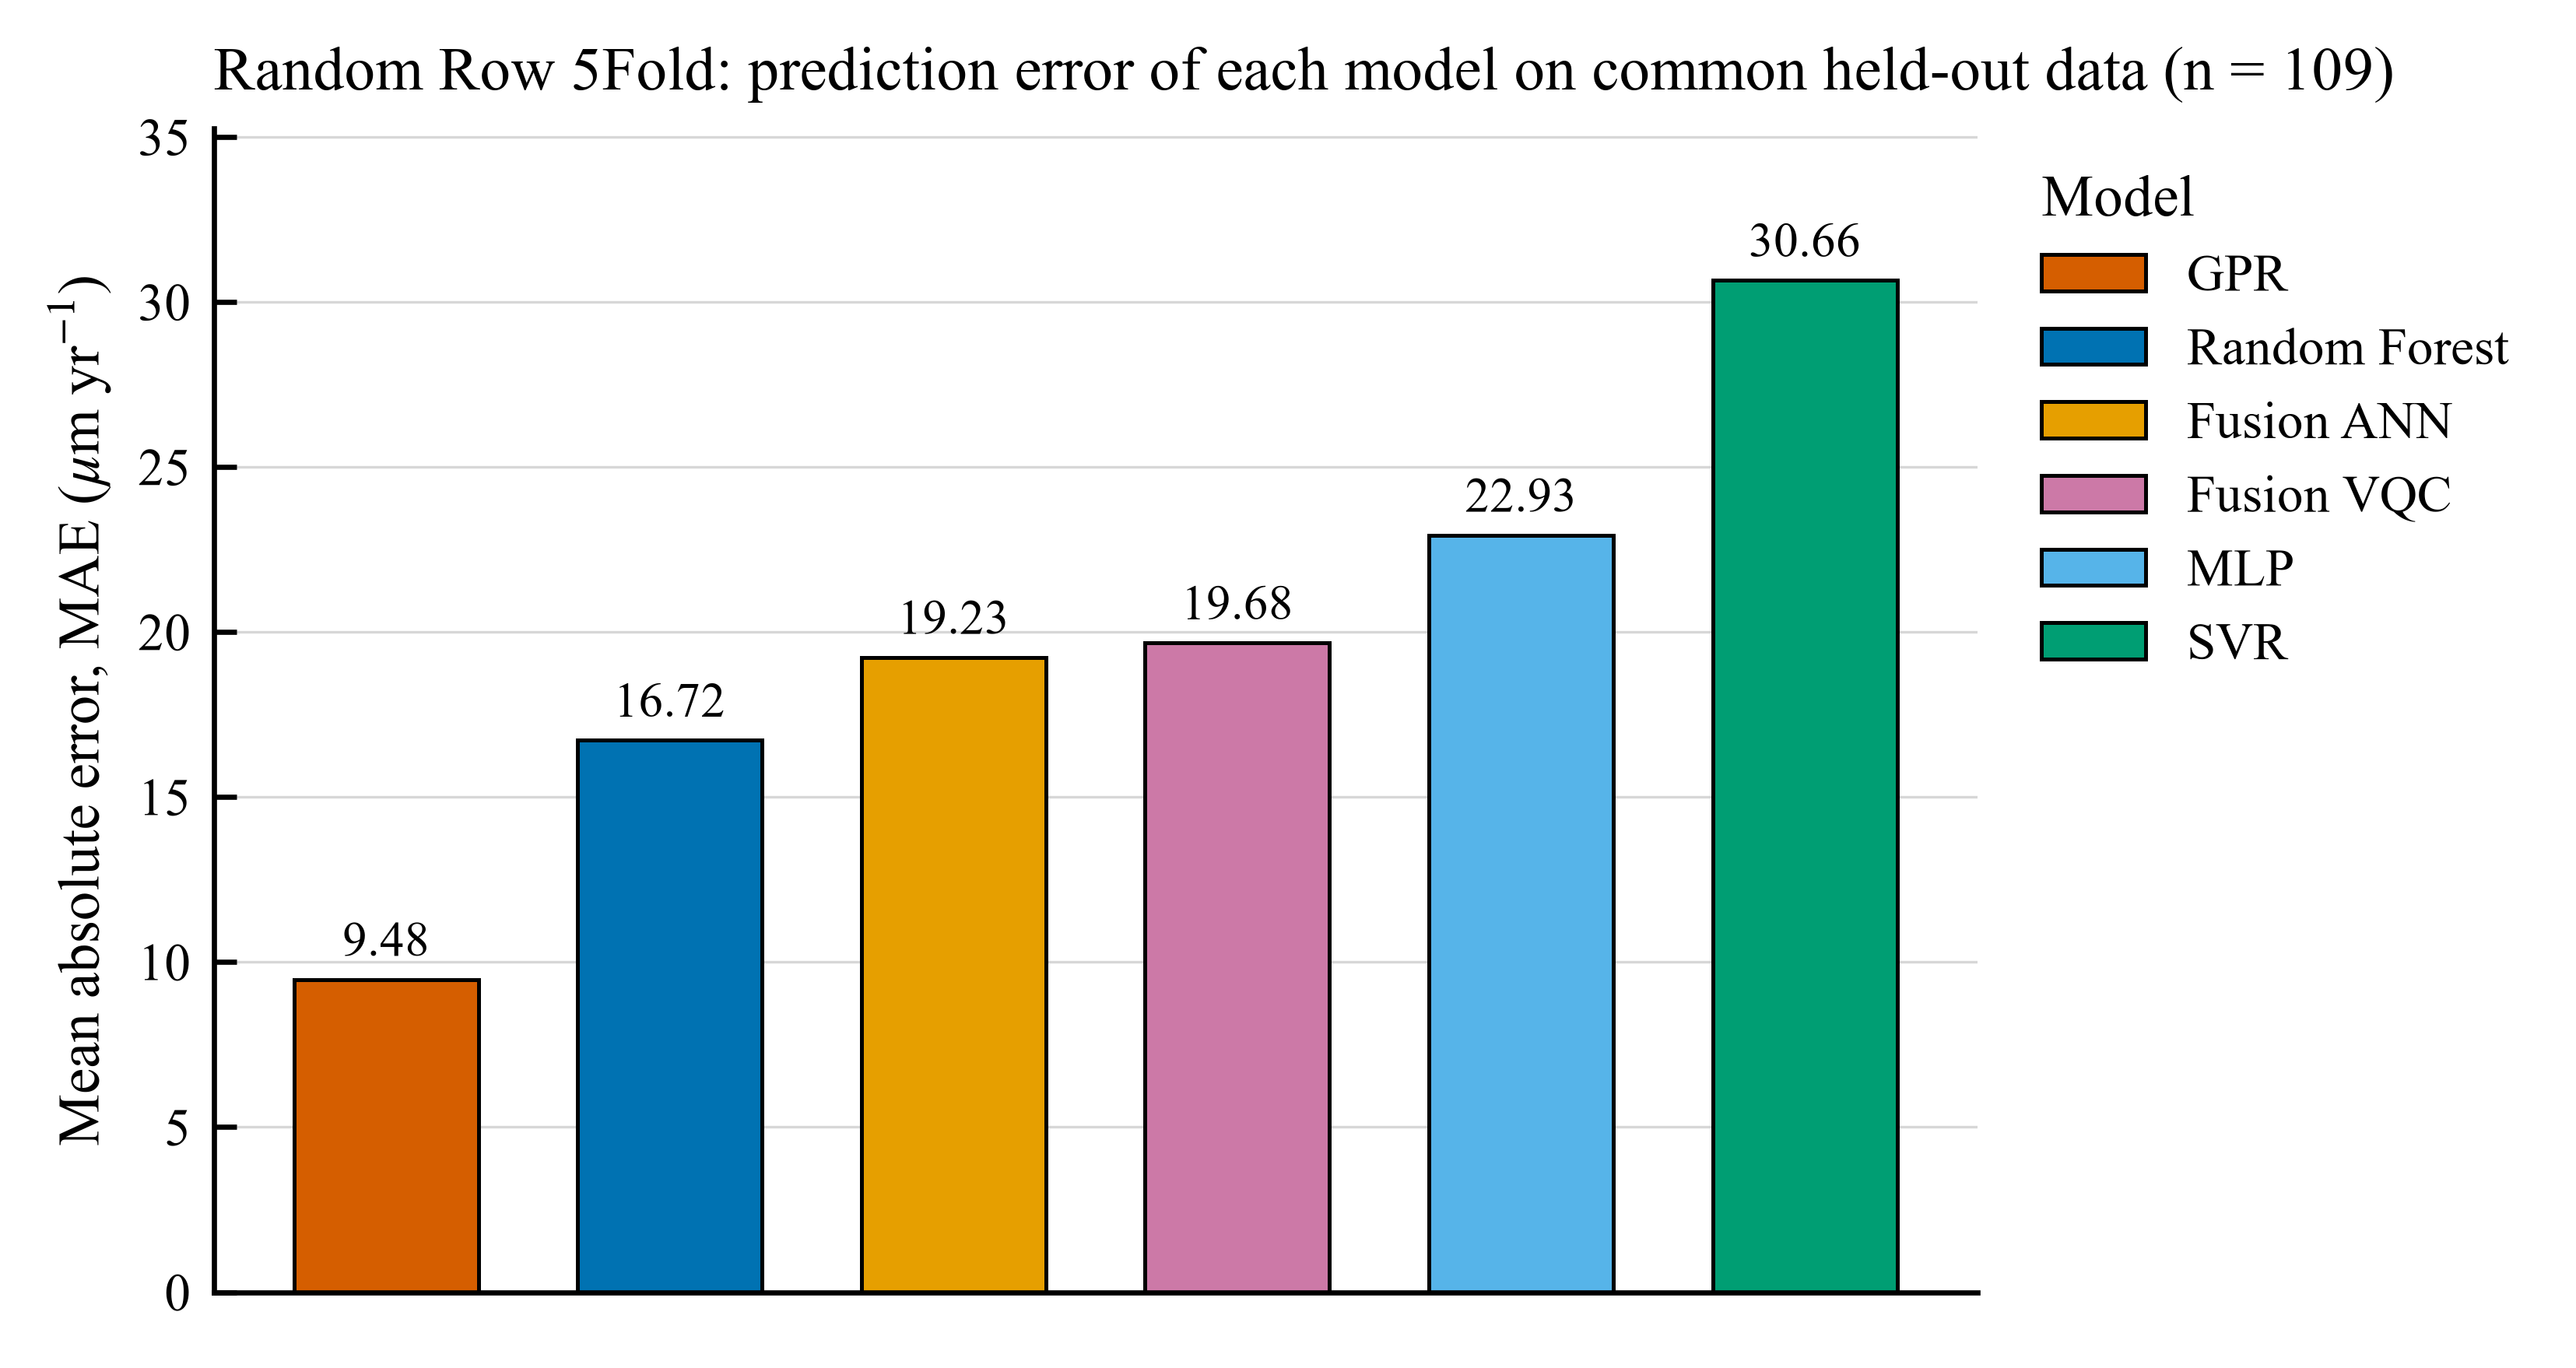 Random Row 5Fold: prediction error of each model on common held-out data (n = 109)
Mean absolute error, MAE (μm yr⁻¹)
35
30
25
20
15
10
5
0
9.48
16.72
19.23
19.68
22.93
30.66
Model
GPR
Random Forest
Fusion ANN
Fusion VQC
MLP
SVR